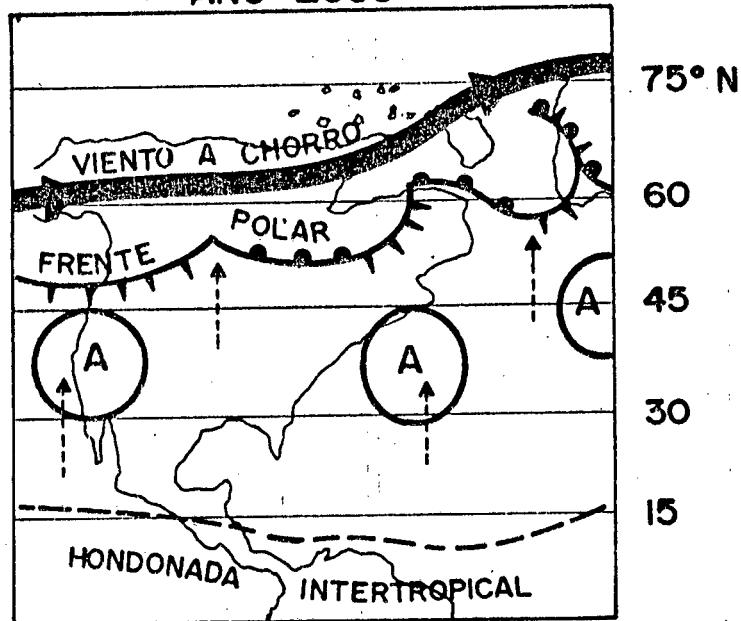 75° N
VIENTO A CHORRO
60
POLAR
FRENTE
45
A
A
A
30
15
HONDONADA
INTERTROPICAL